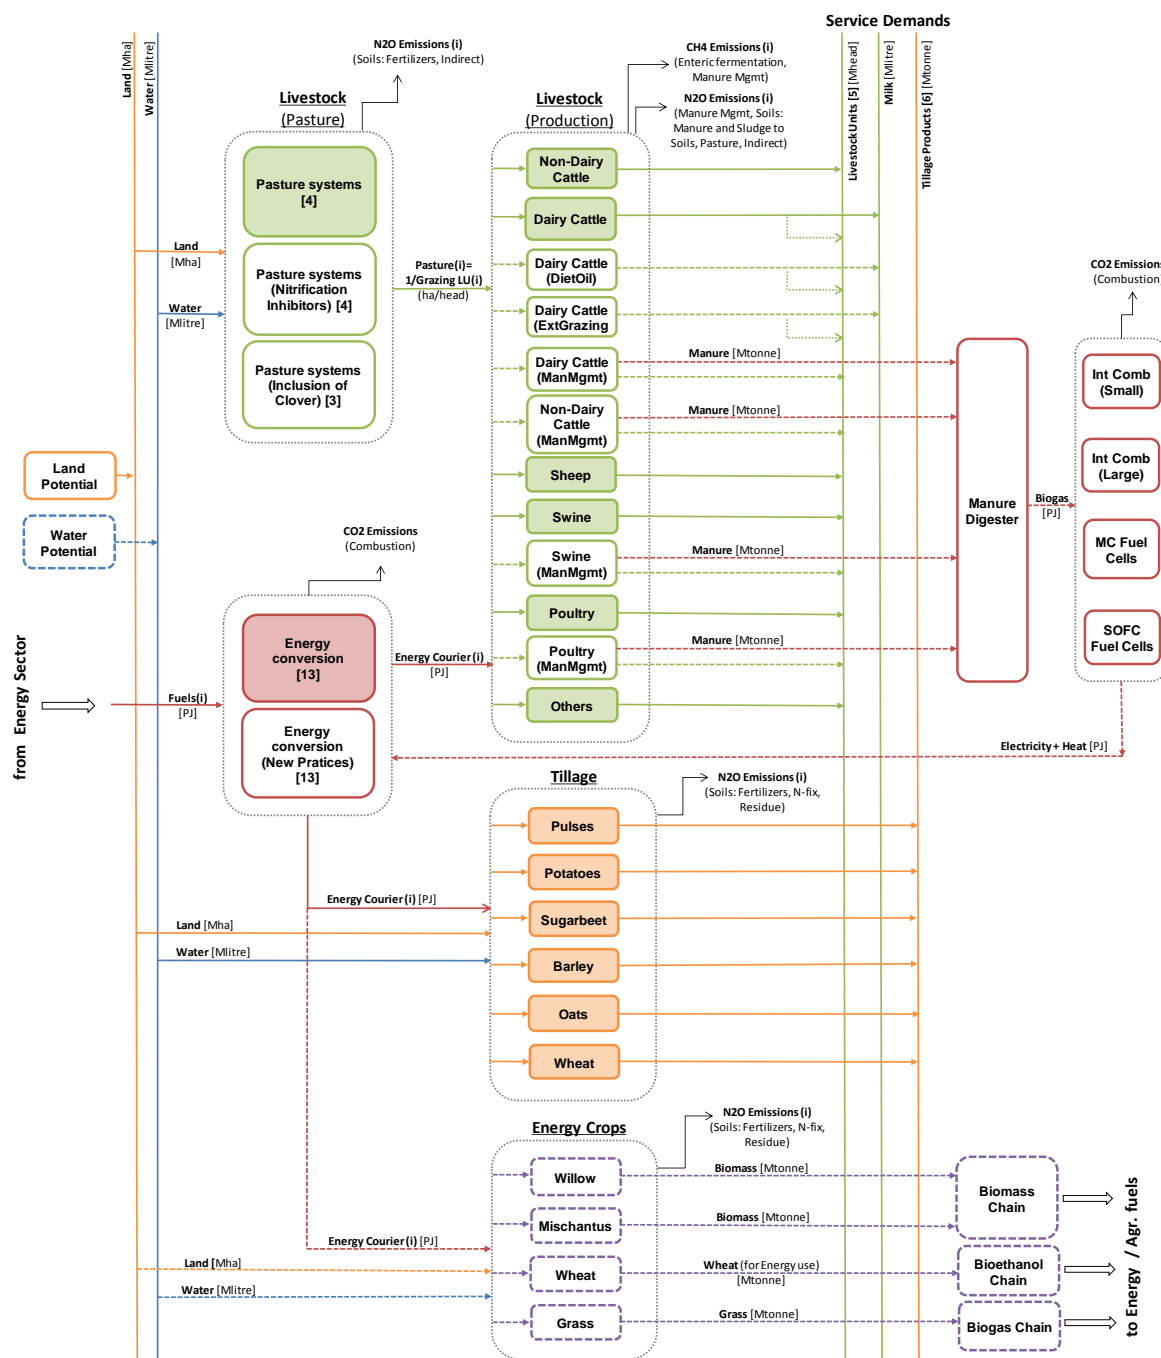 Service Demands
Land [Mha]
Water [Mlitre]
N2O Emissions (i)
(Soils: Fertilizers, Indirect)
CH4 Emissions (i)
(Enteric fermentation,
Manure Mgmt)
N2O Emissions (i)
(Manure Mgmt, Soils:
Manure and Sludge to
Soils, Pasture, Indirect)
Livestock Units [5] [Mhead]
Milk [Mlitre]
Tillage Products [6] [Mtonne]
Livestock
(Pasture)
Livestock
(Production)
Pasture systems
[4]
Pasture systems
(Nitrification
Inhibitors) [4]
Pasture systems
(Inclusion of
Clover) [3]
Land
[Mha]
Water
[Mlitre]
Pasture(i)=
1/Grazing LU(i)
(ha/head)
Non-Dairy
Cattle
Dairy Cattle
Dairy Cattle
(DietOil)
Dairy Cattle
(ExtGrazing
Dairy Cattle
(ManMgmt)
Non-Dairy
Cattle
(ManMgmt)
Sheep
Swine
Swine
(ManMgmt)
Poultry
Poultry
(ManMgmt)
Others
Manure [Mtonne]
Manure [Mtonne]
Manure [Mtonne]
Manure [Mtonne]
Manure
Digester
Biogas
[PJ]
CO2 Emissions
(Combustion)
Int Comb
(Small)
Int Comb
(Large)
MC Fuel
Cells
SOFC
Fuel Cells
Electricity + Heat [PJ]
Land
Potential
Water
Potential
CO2 Emissions
(Combustion)
from Energy Sector
Fuels(i)
[PJ]
Energy
conversion
[13]
Energy
conversion
(New Pratices)
[13]
Energy Courier (i)
[PJ]
Tillage
N2O Emissions (i)
(Soils: Fertilizers, N-fix,
Residue)
Pulses
Potatoes
Sugarbeet
Barley
Oats
Wheat
Energy Courier (i) [PJ]
Land [Mha]
Water [Mlitre]
Energy Crops
N2O Emissions (i)
(Soils: Fertilizers, N-fix,
Residue)
Willow
Mischantus
Wheat
Grass
Energy Courier (i) [PJ]
Land [Mha]
Water [Mlitre]
Biomass [Mtonne]
Biomass [Mtonne]
Wheat (for Energy use)
[Mtonne]
Grass [Mtonne]
Biomass
Chain
Bioethanol
Chain
Biogas Chain
to Energy / Agr. fuels